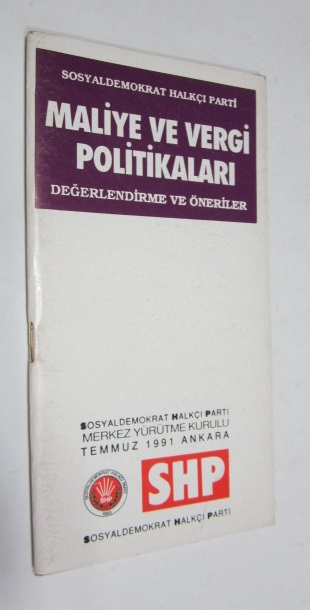 SOSYALDEMOKRAT HALKÇI PARTİ
MALİYE VE VERGİ
POLİTİKALARI
DEĞERLENDİRME VE ÖNERİLER
SOSYALDEMOKRAT HALKÇI PARTİ
MERKEZ YÜRÜTME KURULU
TEMMUZ 1991 ANKARA
SHP
SHP
SOSYALDEMOKRAT HALKÇI PARTİ